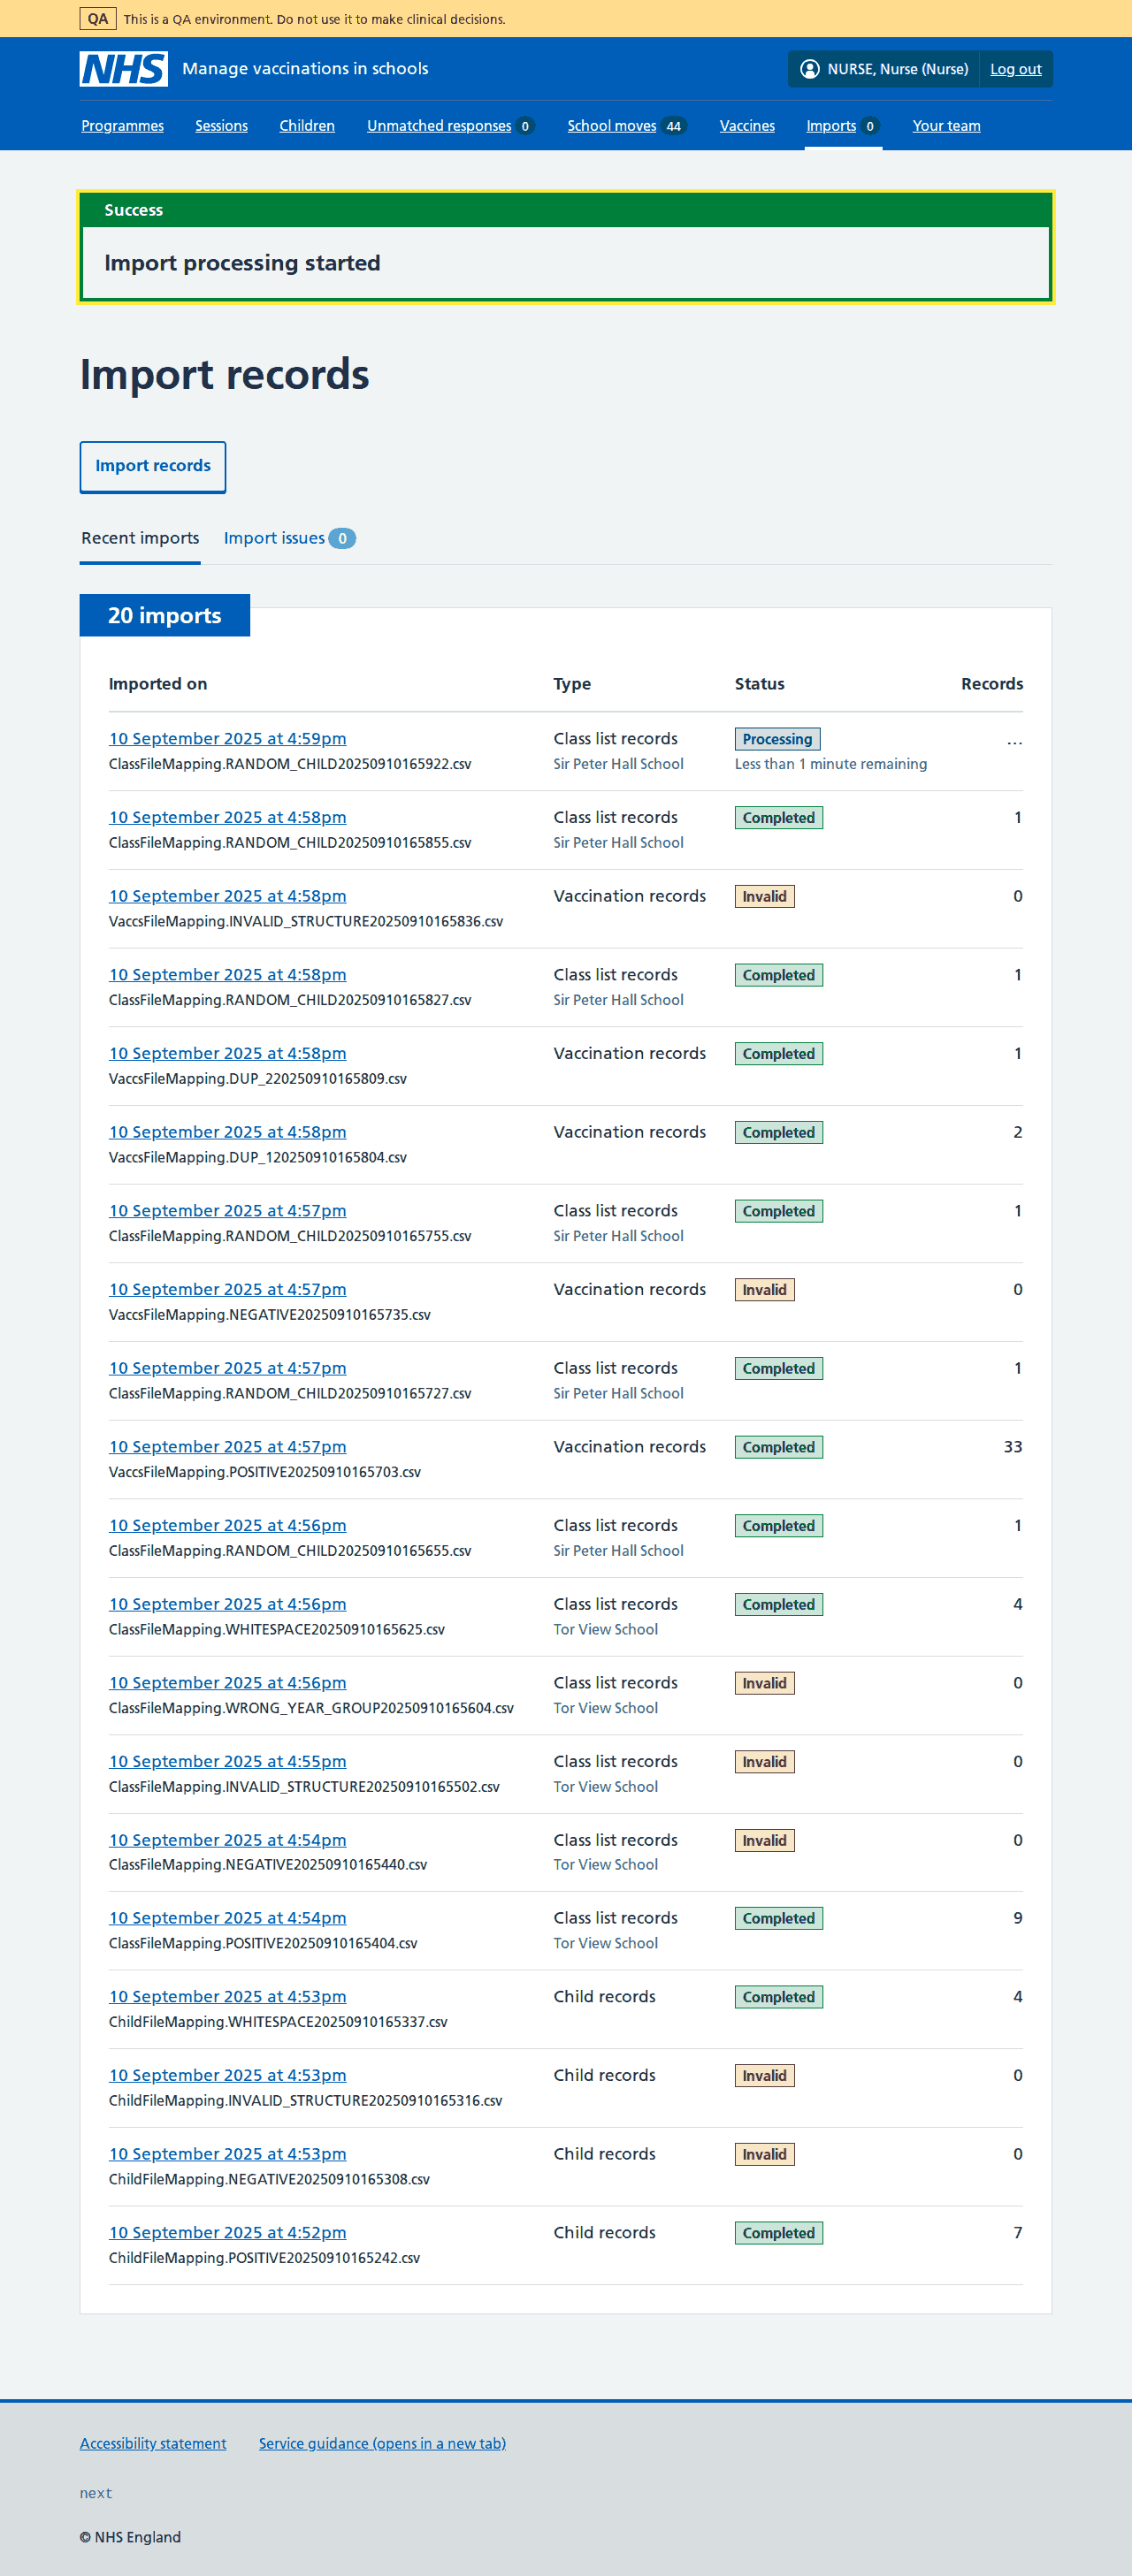 QA This is a QA environment. Do not use it to make clinical decisions.
NHS Manage vaccinations in schools NURSE, Nurse (Nurse) Log out
Programmes Sessions Children Unmatched responses 0 School moves 44 Vaccines Imports 0 Your team
Success
Import processing started
Import records
Import records
Recent imports Import issues 0
20 imports
Imported on Type Status Records
10 September 2025 at 4:59pm Class list records Processing ...
ClassFileMapping.RANDOM_CHILD20250910165922.csv Sir Peter Hall School Less than 1 minute remaining
10 September 2025 at 4:58pm Class list records Completed 1
ClassFileMapping.RANDOM_CHILD20250910165855.csv Sir Peter Hall School
10 September 2025 at 4:58pm Vaccination records Invalid 0
VaccsFileMapping.INVALID_STRUCTURE20250910165836.csv
10 September 2025 at 4:58pm Class list records Completed 1
ClassFileMapping.RANDOM_CHILD20250910165827.csv Sir Peter Hall School
10 September 2025 at 4:58pm Vaccination records Completed 1
VaccsFileMapping.DUP_220250910165809.csv
10 September 2025 at 4:58pm Vaccination records Completed 2
VaccsFileMapping.DUP_120250910165804.csv
10 September 2025 at 4:57pm Class list records Completed 1
ClassFileMapping.RANDOM_CHILD20250910165755.csv Sir Peter Hall School
10 September 2025 at 4:57pm Vaccination records Invalid 0
VaccsFileMapping.NEGATIVE20250910165735.csv
10 September 2025 at 4:57pm Class list records Completed 1
ClassFileMapping.RANDOM_CHILD20250910165727.csv Sir Peter Hall School
10 September 2025 at 4:57pm Vaccination records Completed 33
VaccsFileMapping.POSITIVE20250910165703.csv
10 September 2025 at 4:56pm Class list records Completed 1
ClassFileMapping.RANDOM_CHILD20250910165655.csv Sir Peter Hall School
10 September 2025 at 4:56pm Class list records Completed 4
ClassFileMapping.WHITESPACE20250910165625.csv Tor View School
10 September 2025 at 4:56pm Class list records Invalid 0
ClassFileMapping.WRONG_YEAR_GROUP20250910165604.csv Tor View School
10 September 2025 at 4:55pm Class list records Invalid 0
ClassFileMapping.INVALID_STRUCTURE20250910165502.csv Tor View School
10 September 2025 at 4:54pm Class list records Invalid 0
ClassFileMapping.NEGATIVE20250910165440.csv Tor View School
10 September 2025 at 4:54pm Class list records Completed 9
ClassFileMapping.POSITIVE20250910165404.csv Tor View School
10 September 2025 at 4:53pm Child records Completed 4
ChildFileMapping.WHITESPACE20250910165337.csv
10 September 2025 at 4:53pm Child records Invalid 0
ChildFileMapping.INVALID_STRUCTURE20250910165316.csv
10 September 2025 at 4:53pm Child records Invalid 0
ChildFileMapping.NEGATIVE20250910165308.csv
10 September 2025 at 4:52pm Child records Completed 7
ChildFileMapping.POSITIVE20250910165242.csv
Accessibility statement Service guidance (opens in a new tab)
next
© NHS England